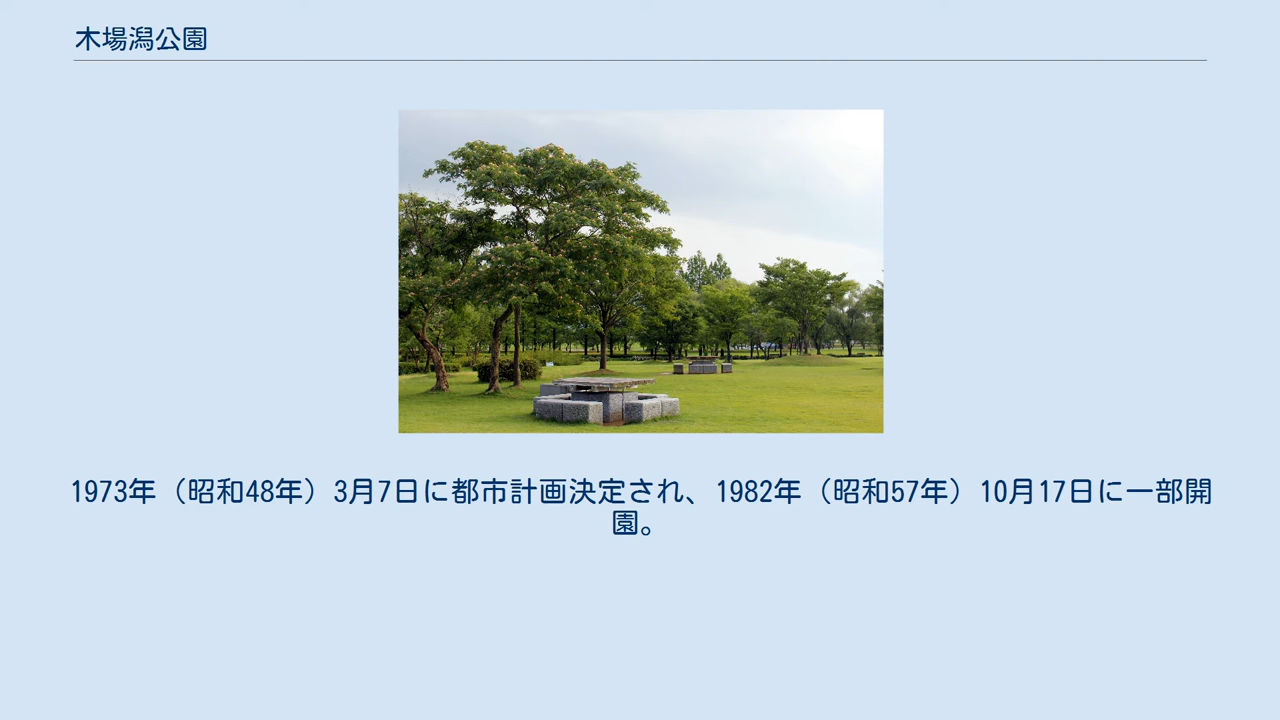 木場潟公園
1973年（昭和48年）3月7日に都市計画決定され、1982年（昭和57年）10月17日に一部開
園。